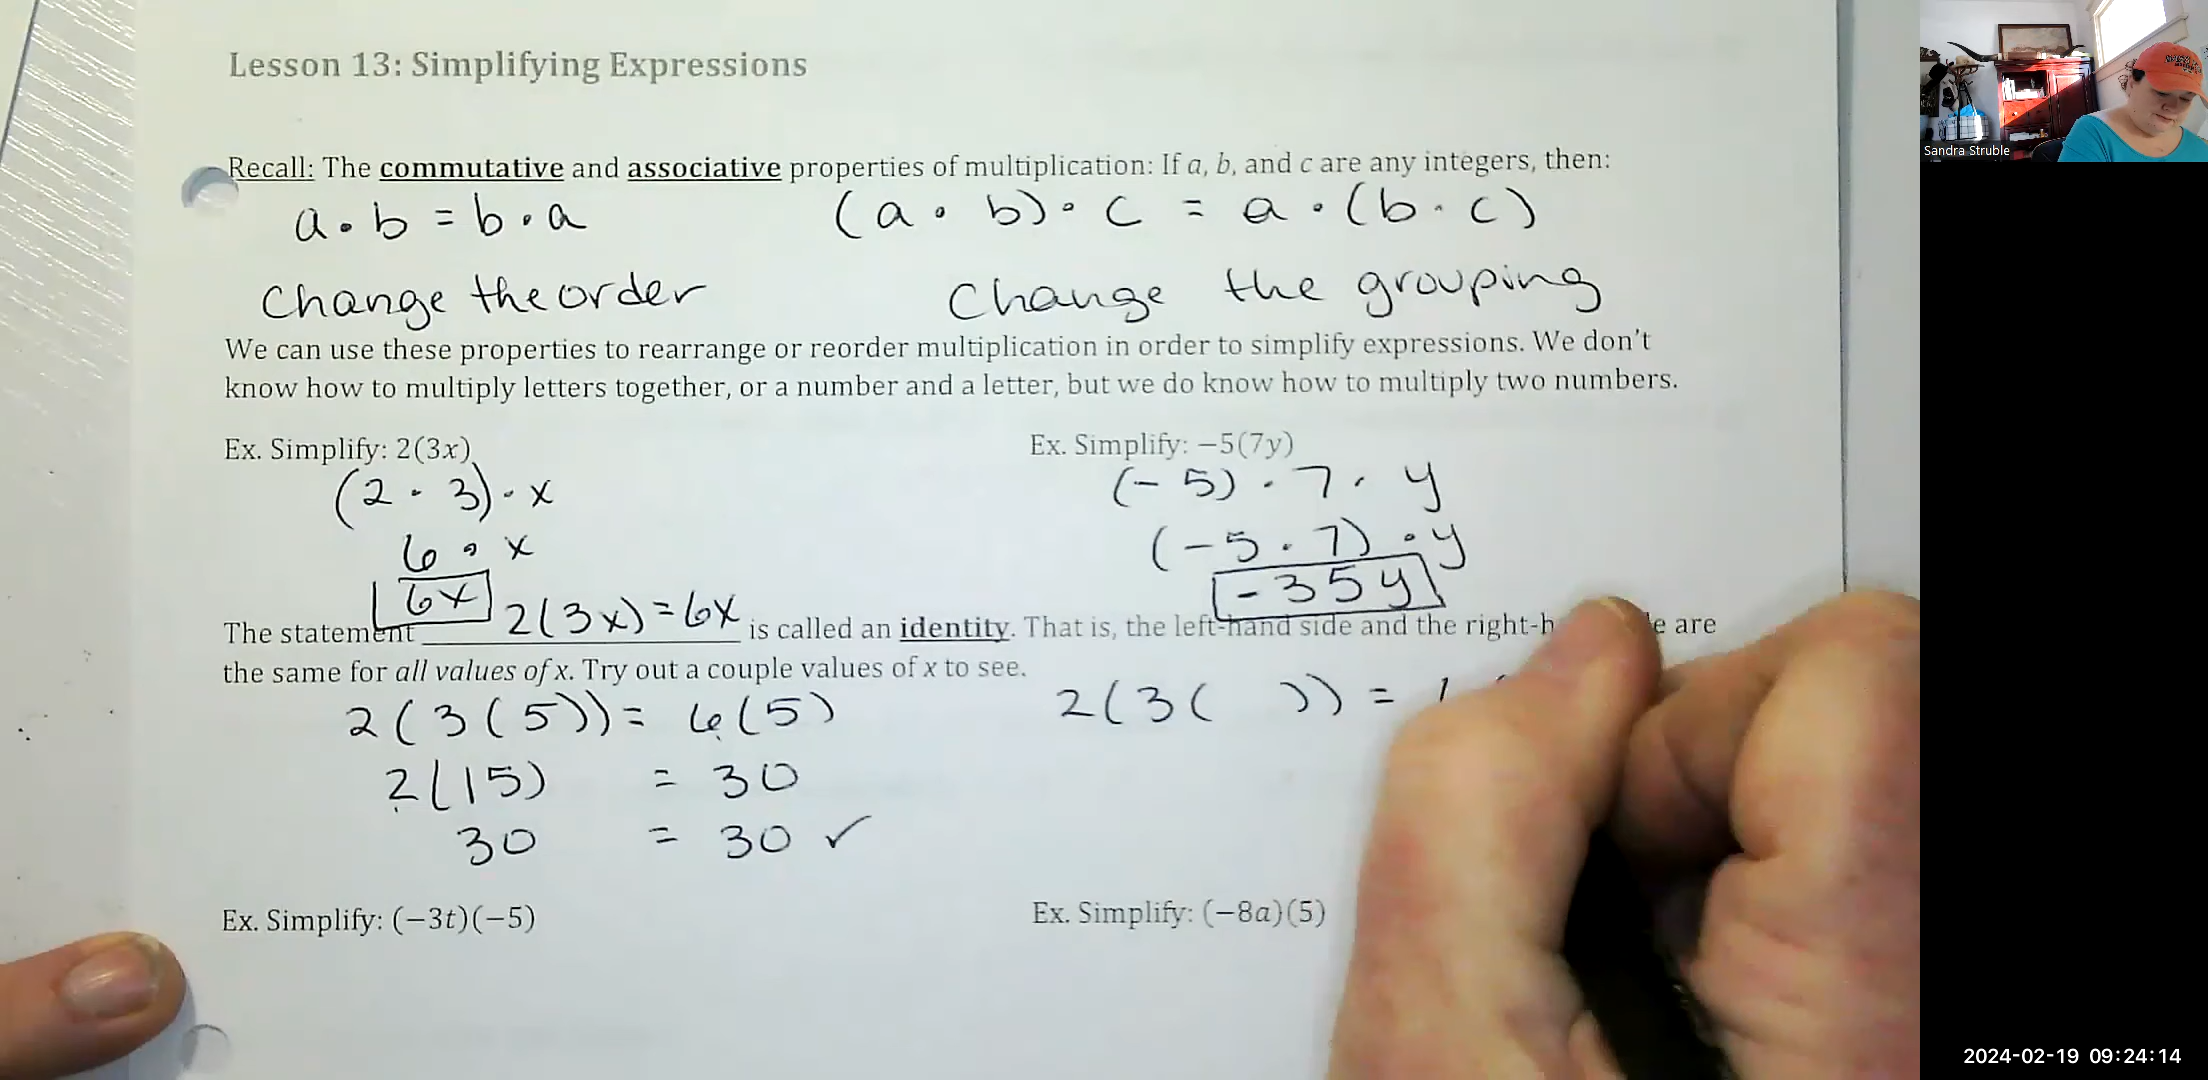 Lesson 13: Simplifying Expressions
Sandra Struble
Recall: The commutative and associative properties of multiplication: If a, b, and c are any integers, then:
a • b = b • a (a • b) • c = a • (b • c)
Change the order Change the grouping
We can use these properties to rearrange or reorder multiplication in order to simplify expressions. We don't
know how to multiply letters together, or a number and a letter, but we do know how to multiply two numbers.
Ex. Simplify: 2(3x) Ex. Simplify: −5(7y)
(2 • 3) • x (−5) • 7 • y
6 • x (−5 • 7) • y
6x −35y
The statement 2(3x) = 6x is called an identity. That is, the left-hand side and the right-h e are
the same for all values of x. Try out a couple values of x to see.
2(3(5)) = 6(5) 2(3( )) =
2(15) = 30
30 = 30 ✓
Ex. Simplify: (−3t)(−5) Ex. Simplify: (−8a)(5)
2024-02-19 09:24:14